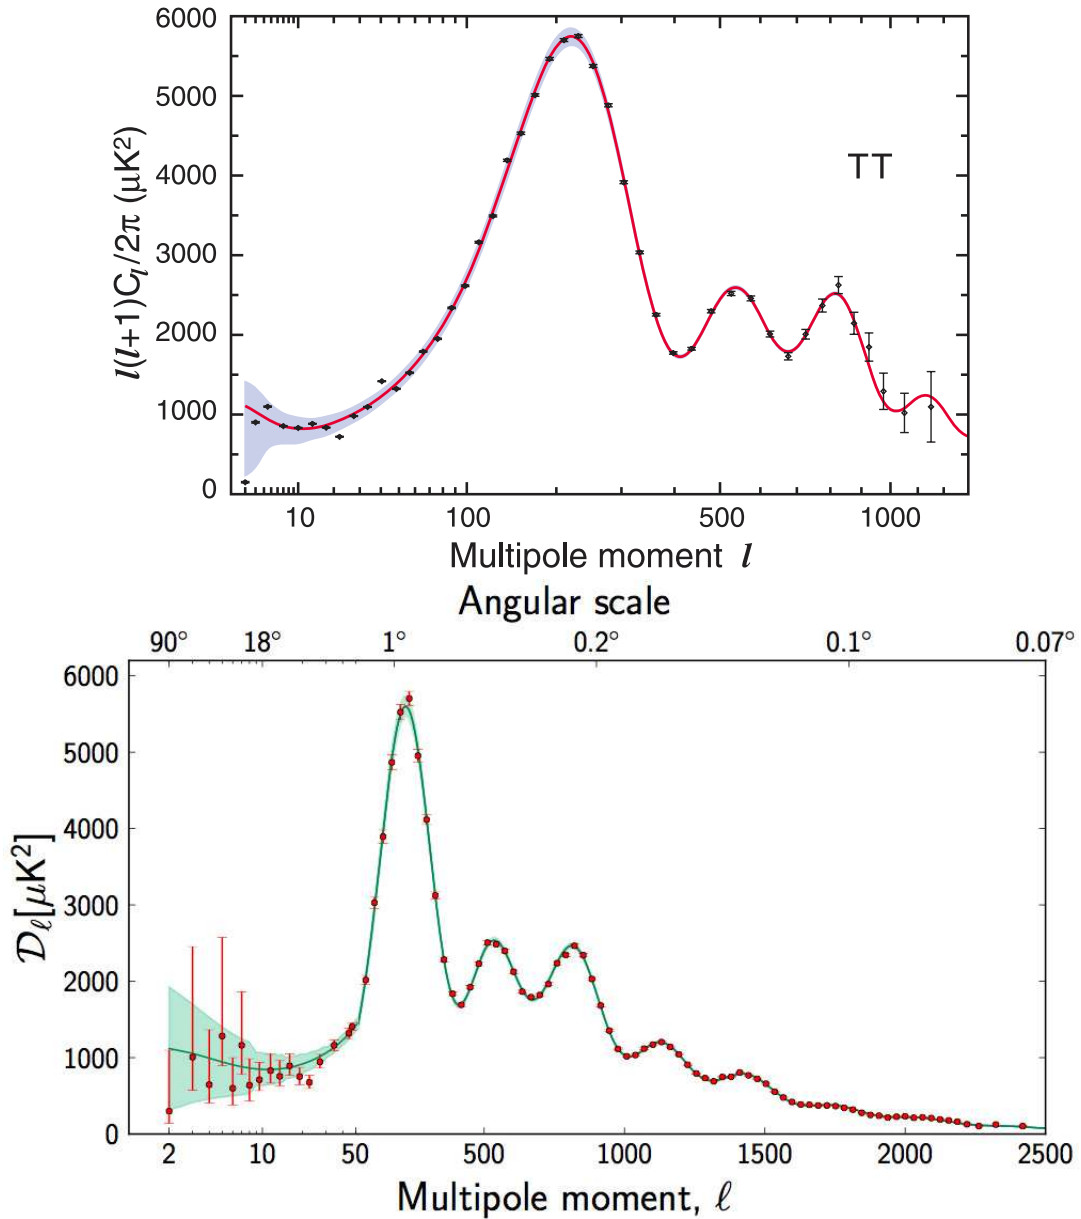 6000
5000
4000
3000
2000
1000
0
l(l+1)C_l/2π (μK²)
TT
10 100 500 1000
Multipole moment l
Angular scale
90° 18° 1° 0.2° 0.1° 0.07°
6000
5000
4000
3000
2000
1000
0
𝒟_ℓ[μK²]
2 10 50 500 1000 1500 2000 2500
Multipole moment, ℓ